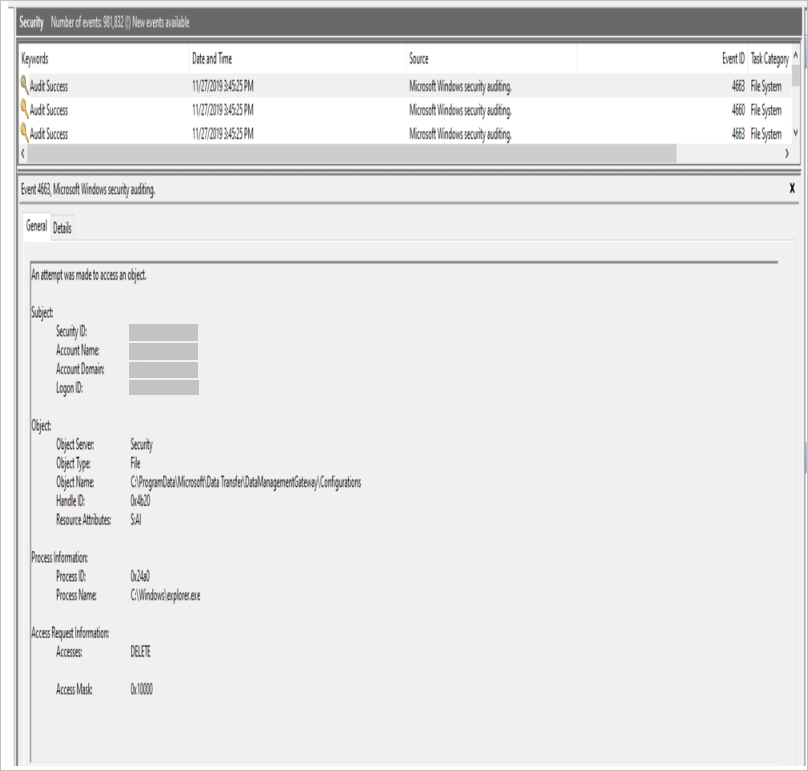 Security Number of events: 981,832 (!) New events available
Keywords Date and Time Source Event ID Task Category
Audit Success 11/27/2019 3:45:25 PM Microsoft Windows security auditing. 4663 File System
Audit Success 11/27/2019 3:45:25 PM Microsoft Windows security auditing. 4660 File System
Audit Success 11/27/2019 3:45:25 PM Microsoft Windows security auditing. 4663 File System
Event 4663, Microsoft Windows security auditing.
General Details
An attempt was made to access an object.
Subject:
Security ID:
Account Name:
Account Domain:
Logon ID:
Object:
Object Server: Security
Object Type: File
Object Name: C:\ProgramData\Microsoft\Data Transfer\DataManagementGateway\Configurations
Handle ID: 0x4b20
Resource Attributes: S:AI
Process Information:
Process ID: 0x24a0
Process Name: C:\Windows\explorer.exe
Access Request Information:
Accesses: DELETE
Access Mask: 0x10000